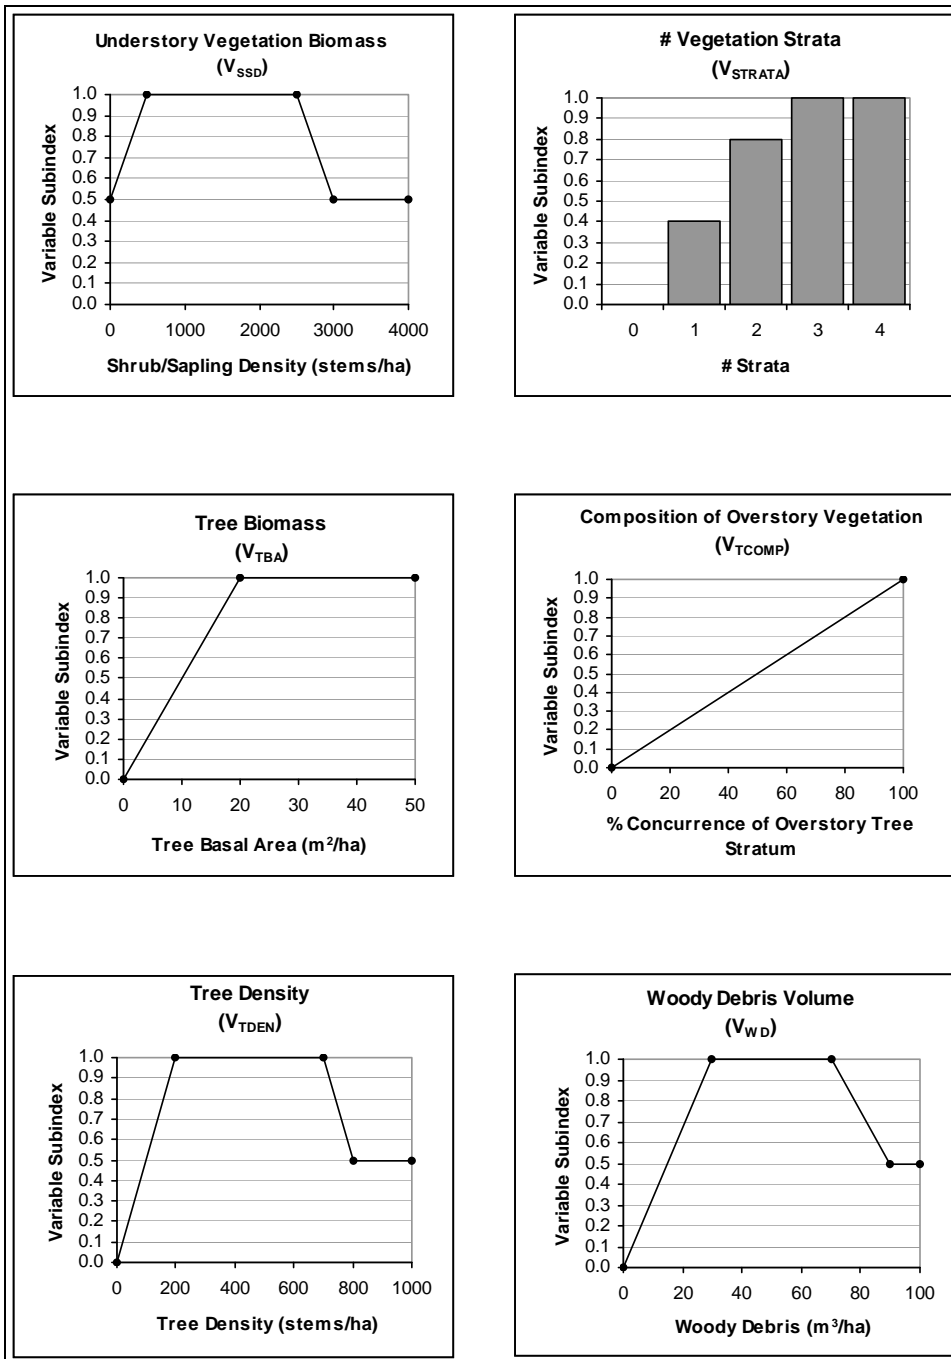 Understory Vegetation Biomass
(V_SSD)
Variable Subindex
1.0
0.9
0.8
0.7
0.6
0.5
0.4
0.3
0.2
0.1
0.0
0 1000 2000 3000 4000
Shrub/Sapling Density (stems/ha)
# Vegetation Strata
(V_STRATA)
Variable Subindex
1.0
0.9
0.8
0.7
0.6
0.5
0.4
0.3
0.2
0.1
0.0
0 1 2 3 4
# Strata
Tree Biomass
(V_TBA)
Variable Subindex
1.0
0.9
0.8
0.7
0.6
0.5
0.4
0.3
0.2
0.1
0.0
0 10 20 30 40 50
Tree Basal Area (m²/ha)
Composition of Overstory Vegetation
(V_TCOMP)
Variable Subindex
1.0
0.9
0.8
0.7
0.6
0.5
0.4
0.3
0.2
0.1
0.0
0 20 40 60 80 100
% Concurrence of Overstory Tree
Stratum
Tree Density
(V_TDEN)
Variable Subindex
1.0
0.9
0.8
0.7
0.6
0.5
0.4
0.3
0.2
0.1
0.0
0 200 400 600 800 1000
Tree Density (stems/ha)
Woody Debris Volume
(V_WD)
Variable Subindex
1.0
0.9
0.8
0.7
0.6
0.5
0.4
0.3
0.2
0.1
0.0
0 20 40 60 80 100
Woody Debris (m³/ha)